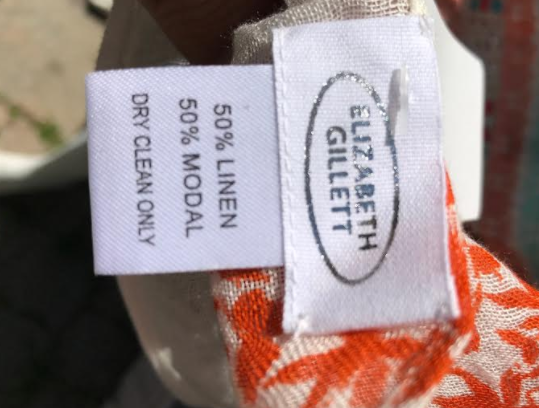 ELIZABETH
GILLETT
50% LINEN
50% MODAL
DRY CLEAN ONLY